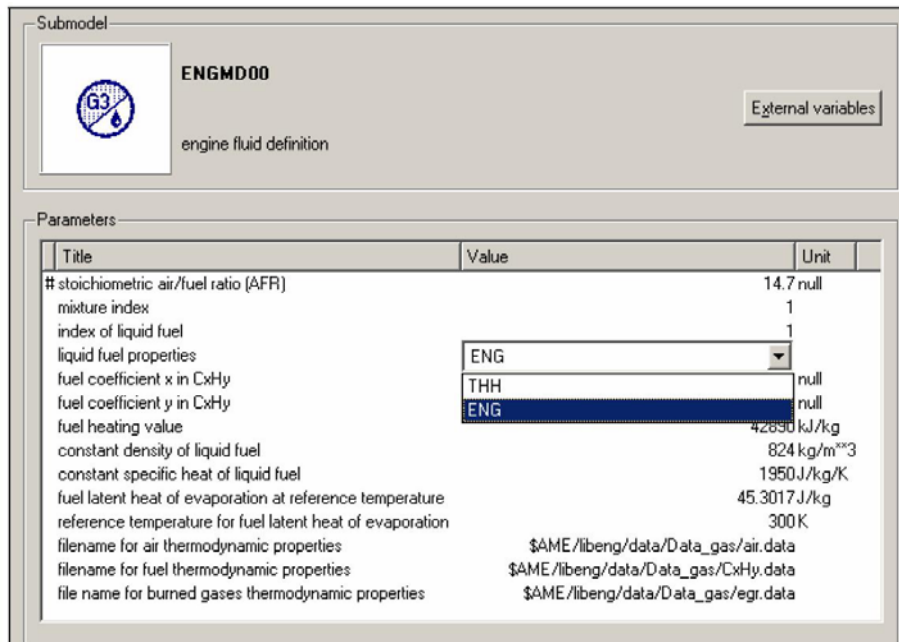 Submodel
G3
ENGMD00
External variables
engine fluid definition
Parameters
Title Value Unit
# stoichiometric air/fuel ratio (AFR) 14.7 null
mixture index 1
index of liquid fuel 1
liquid fuel properties ENG
fuel coefficient x in CxHy THH null
fuel coefficient y in CxHy ENG null
fuel heating value 42890 kJ/kg
constant density of liquid fuel 824 kg/m**3
constant specific heat of liquid fuel 1950 J/kg/K
fuel latent heat of evaporation at reference temperature 45.3017 J/kg
reference temperature for fuel latent heat of evaporation 300 K
filename for air thermodynamic properties $AME/libeng/data/Data_gas/air.data
filename for fuel thermodynamic properties $AME/libeng/data/Data_gas/CxHy.data
file name for burned gases thermodynamic properties $AME/libeng/data/Data_gas/egr.data